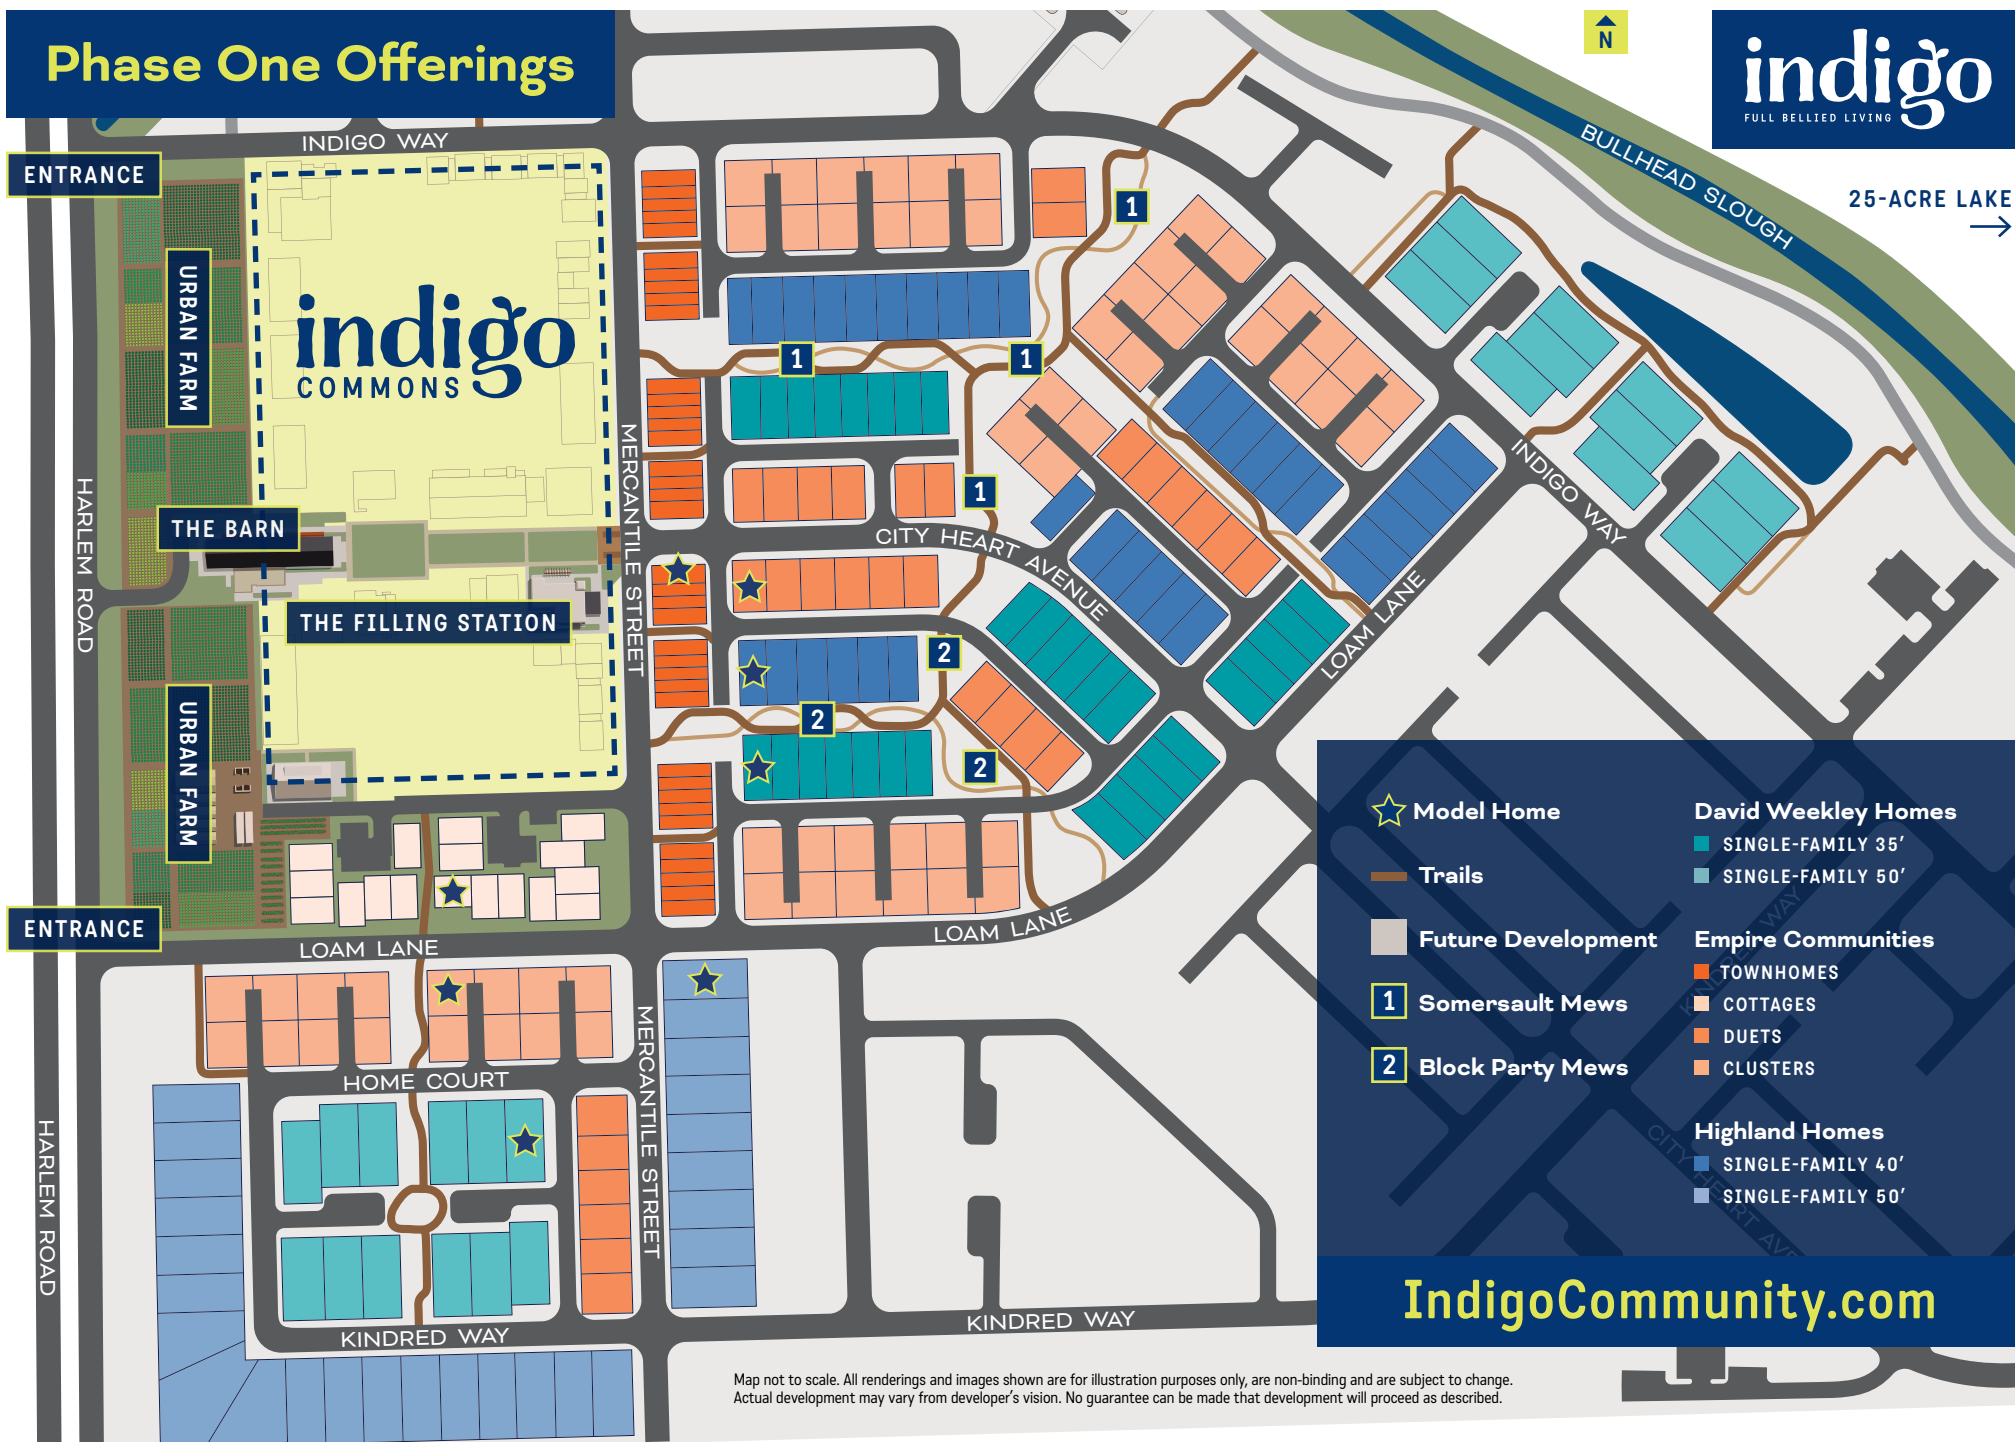 Phase One Offerings
N
indigo
FULL BELLIED LIVING
BULLHEAD SLOUGH
25-ACRE LAKE
INDIGO WAY
ENTRANCE
URBAN FARM
indigo
COMMONS
1
1
1
1
HARLEM ROAD
THE BARN
MERCANTILE STREET
CITY HEART AVENUE
INDIGO WAY
THE FILLING STATION
LOAM LANE
2
2
2
URBAN FARM
ENTRANCE
LOAM LANE
LOAM LANE
HOME COURT
MERCANTILE STREET
HARLEM ROAD
KINDRED WAY
KINDRED WAY
Model Home
Trails
Future Development
1 Somersault Mews
2 Block Party Mews
David Weekley Homes
SINGLE-FAMILY 35'
SINGLE-FAMILY 50'
Empire Communities
TOWNHOMES
COTTAGES
DUETS
CLUSTERS
Highland Homes
SINGLE-FAMILY 40'
SINGLE-FAMILY 50'
KINDRED WAY
CITY HEART AVE
IndigoCommunity.com
Map not to scale. All renderings and images shown are for illustration purposes only, are non-binding and are subject to change.
Actual development may vary from developer's vision. No guarantee can be made that development will proceed as described.